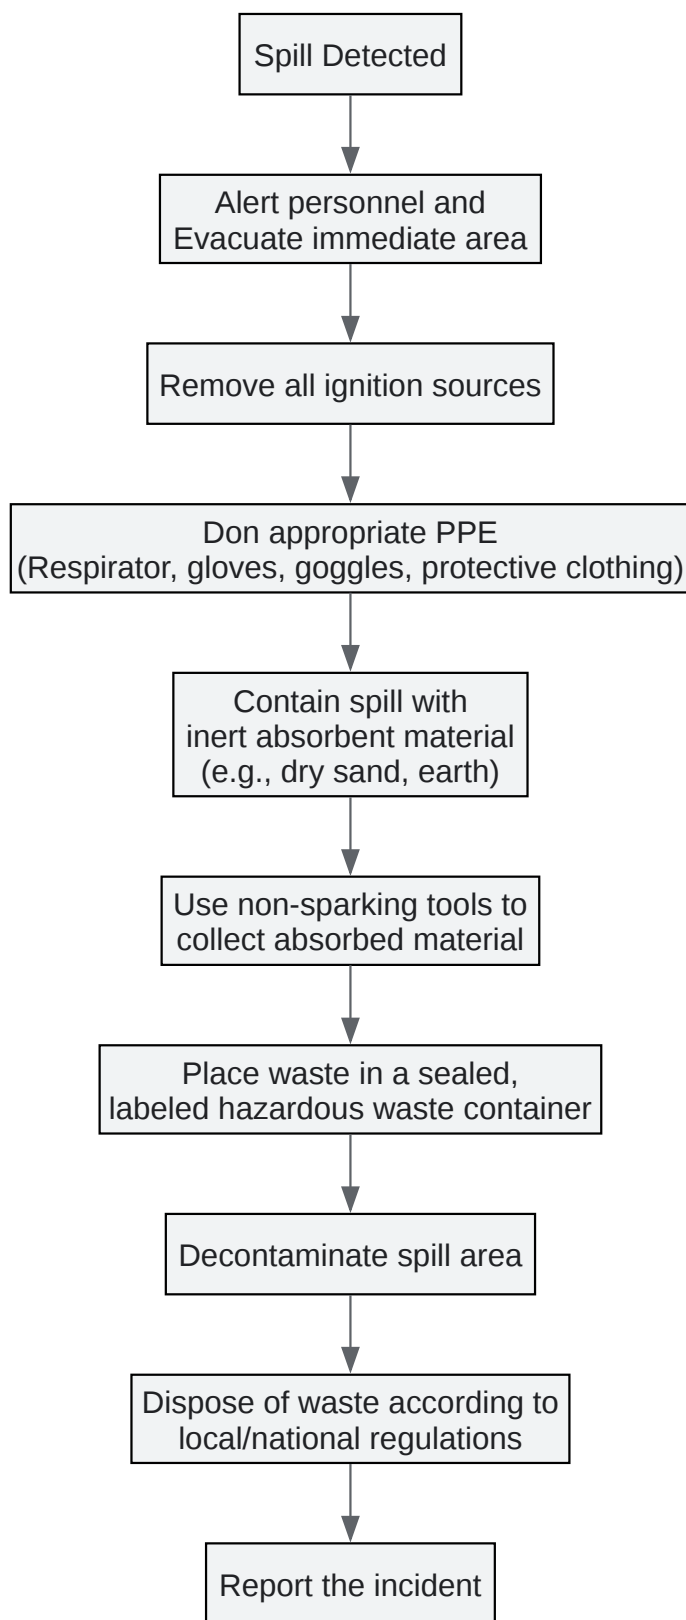 Spill Detected
Alert personnel and
Evacuate immediate area
Remove all ignition sources
Don appropriate PPE
(Respirator, gloves, goggles, protective clothing)
Contain spill with
inert absorbent material
(e.g., dry sand, earth)
Use non-sparking tools to
collect absorbed material
Place waste in a sealed,
labeled hazardous waste container
Decontaminate spill area
Dispose of waste according to
local/national regulations
Report the incident